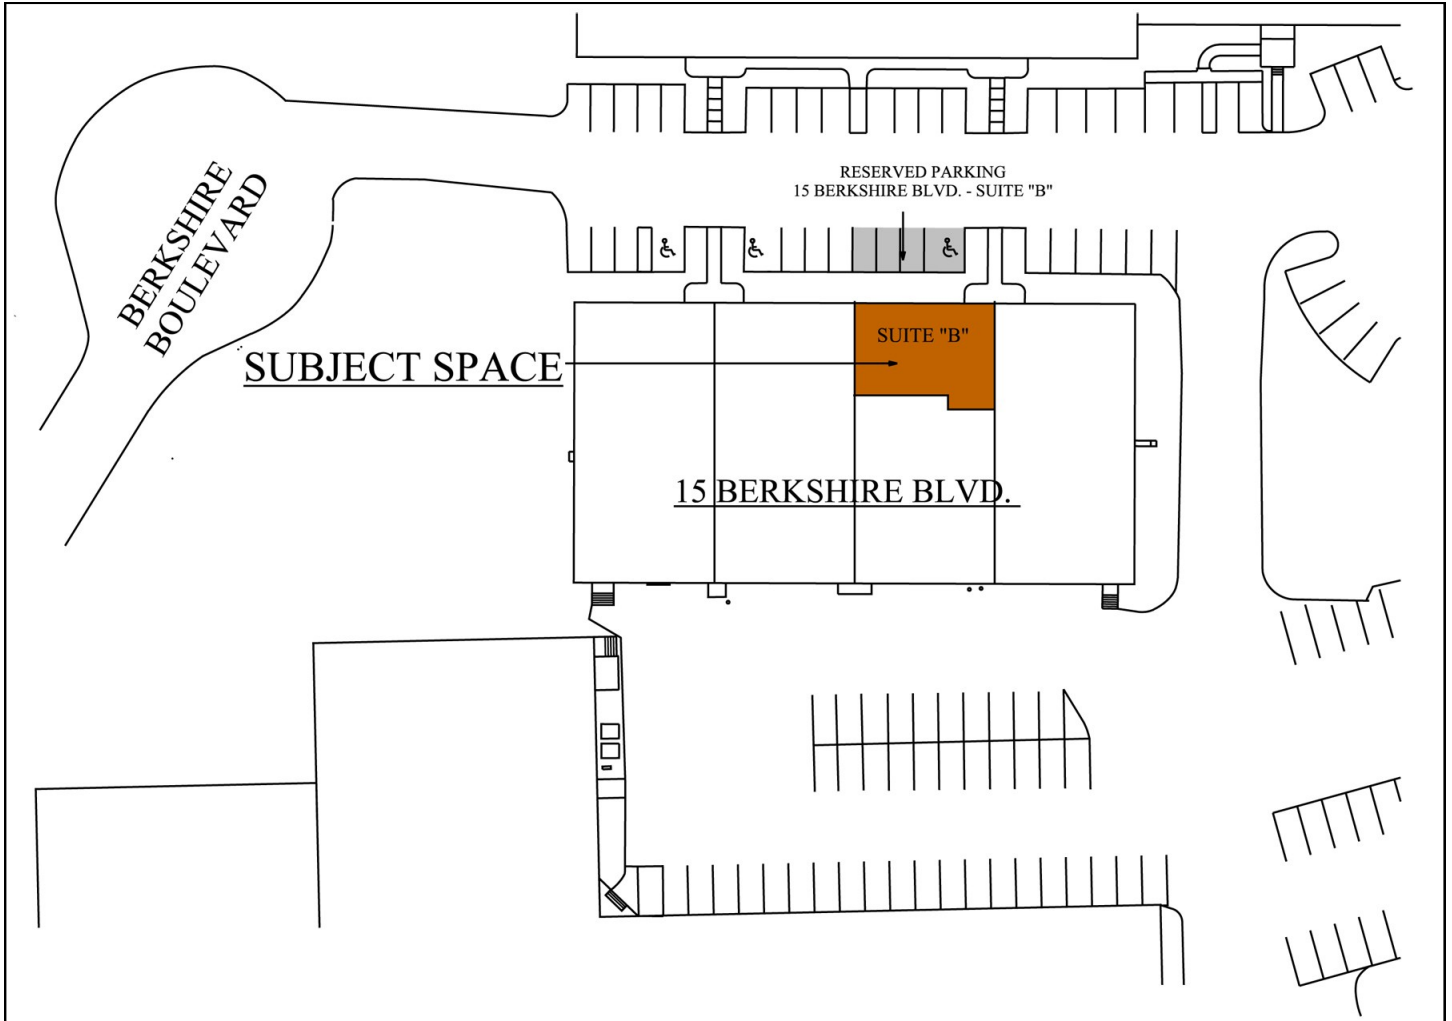 RESERVED PARKING
15 BERKSHIRE BLVD. - SUITE "B"
BERKSHIRE
BOULEVARD
SUITE "B"
SUBJECT SPACE
15 BERKSHIRE BLVD.